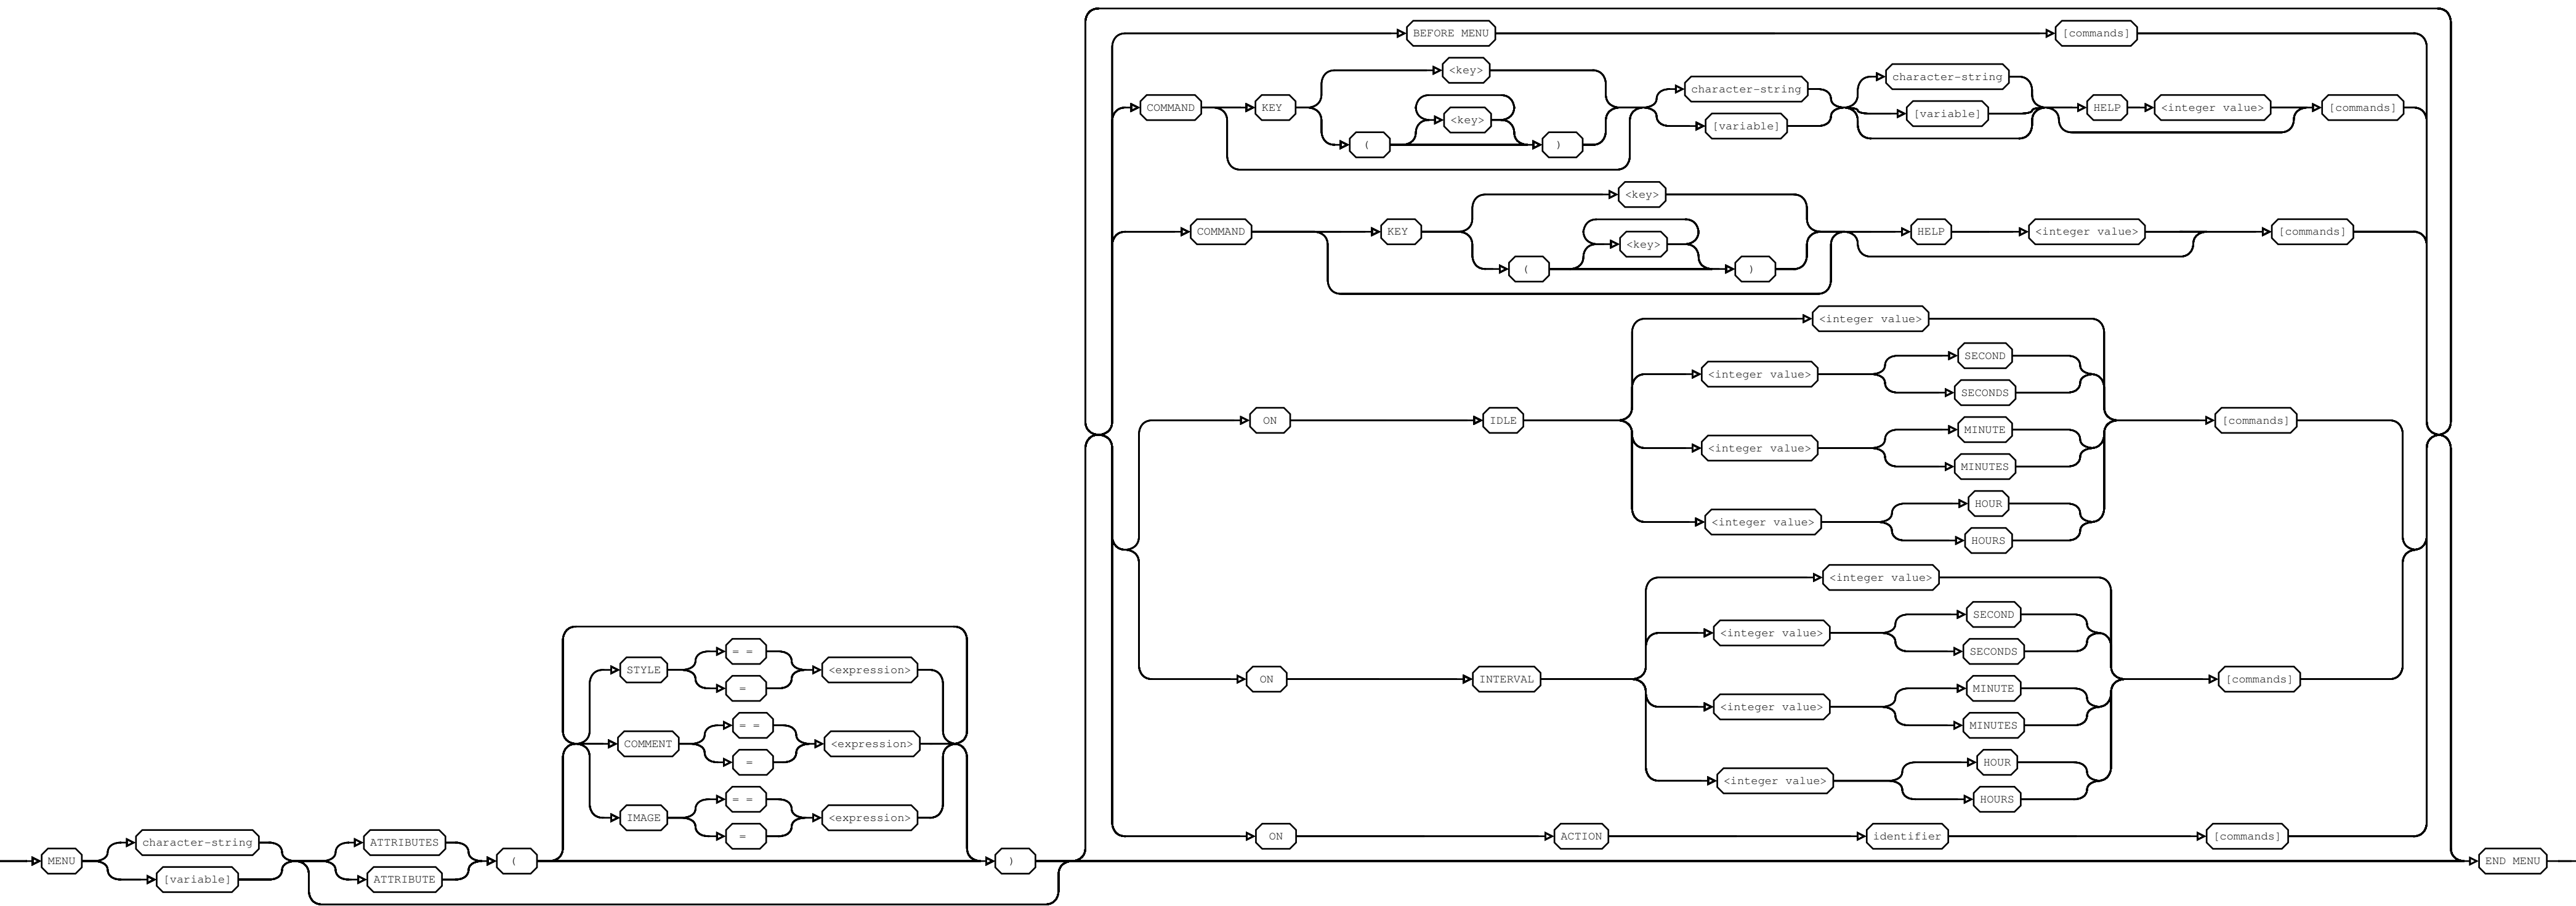 BEFORE MENU [commands]
<key>
character-string
character-string
COMMAND KEY <key> HELP <integer value> [commands]
[variable]
[variable]
( )
<key>
COMMAND KEY <key> HELP <integer value> [commands]
( )
<integer value>
SECOND
<integer value>
SECONDS
ON IDLE [commands]
MINUTE
<integer value>
MINUTES
HOUR
<integer value>
HOURS
<integer value>
SECOND
<integer value>
SECONDS
ON INTERVAL [commands]
MINUTE
<integer value>
MINUTES
HOUR
<integer value>
HOURS
= =
STYLE <expression>
=
= =
COMMENT <expression>
=
= =
IMAGE <expression>
=
ON ACTION identifier [commands]
character-string ATTRIBUTES
MENU ( ) END MENU
[variable] ATTRIBUTE